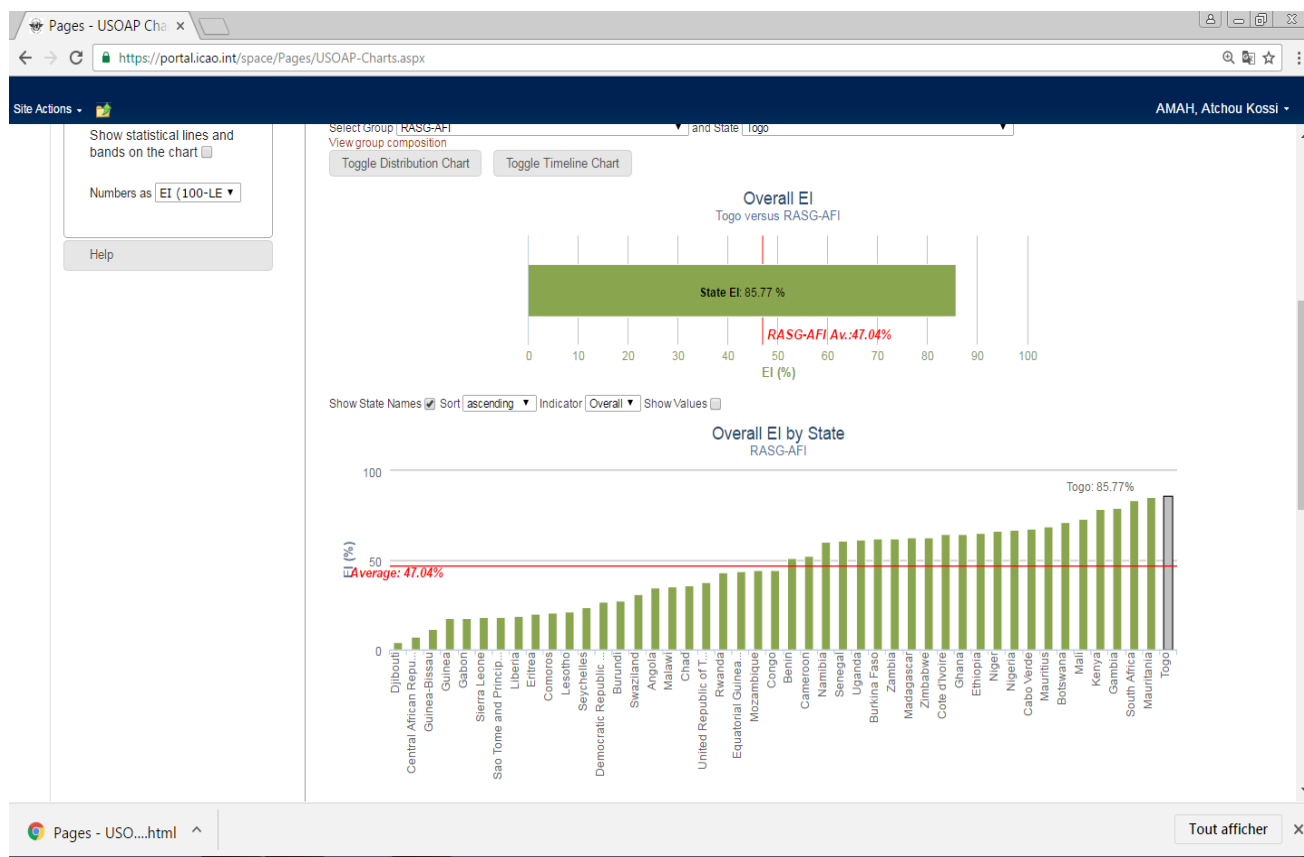 Pages - USOAP Cha
https://portal.icao.int/space/Pages/USOAP-Charts.aspx
Site Actions
AMAH, Atchou Kossi
Show statistical lines and
bands on the chart
Numbers as EI (100-LE
Help
Select Group RASG-AFI and State Togo
View group composition
Toggle Distribution Chart Toggle Timeline Chart
Overall EI
Togo versus RASG-AFI
State EI: 85.77 %
RASG-AFI Av.:47.04%
0 10 20 30 40 50 60 70 80 90 100
EI (%)
Show State Names Sort ascending Indicator Overall Show Values
Overall EI by State
RASG-AFI
100
Togo: 85.77%
EI (%)
50
Average: 47.04%
0
Djibouti
Central African Repu...
Guinea-Bissau
Guinea
Gabon
Sierra Leone
Sao Tome and Princip...
Liberia
Eritrea
Comoros
Lesotho
Seychelles
Democratic Republic ...
Burundi
Swaziland
Angola
Malawi
Chad
United Republic of T...
Rwanda
Equatorial Guinea...
Mozambique
Congo
Benin
Cameroon
Namibia
Senegal
Uganda
Burkina Faso
Zambia
Madagascar
Zimbabwe
Cote d'Ivoire
Ghana
Ethiopia
Niger
Nigeria
Cabo Verde
Mauritius
Botswana
Mali
Kenya
Gambia
South Africa
Mauritania
Togo
Pages - USO....html
Tout afficher